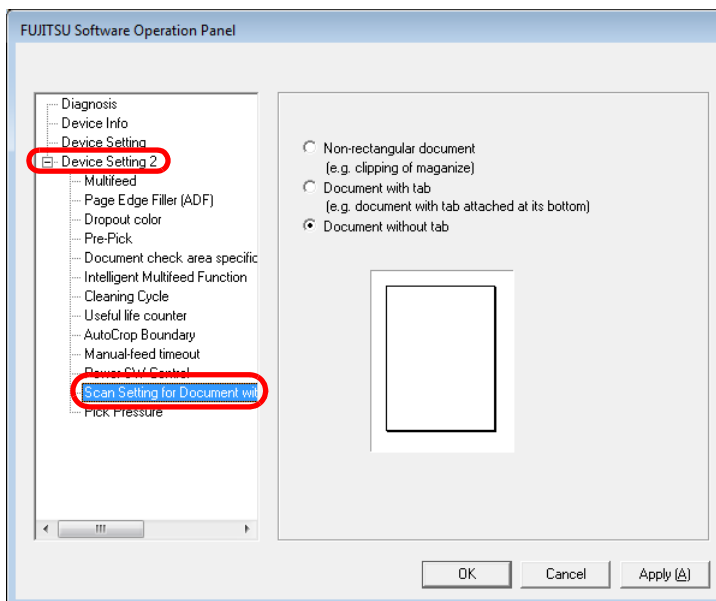 FUJITSU Software Operation Panel
Diagnosis
Device Info
Device Setting
Device Setting 2
Multifeed
Page Edge Filler (ADF)
Dropout color
Pre-Pick
Document check area specific
Intelligent Multifeed Function
Cleaning Cycle
Useful life counter
AutoCrop Boundary
Manual-feed timeout
Power SW Control
Scan Setting for Document wit
Pick Pressure
Non-rectangular document
(e.g. clipping of maganize)
Document with tab
(e.g. document with tab attached at its bottom)
Document without tab
OK Cancel Apply (A)